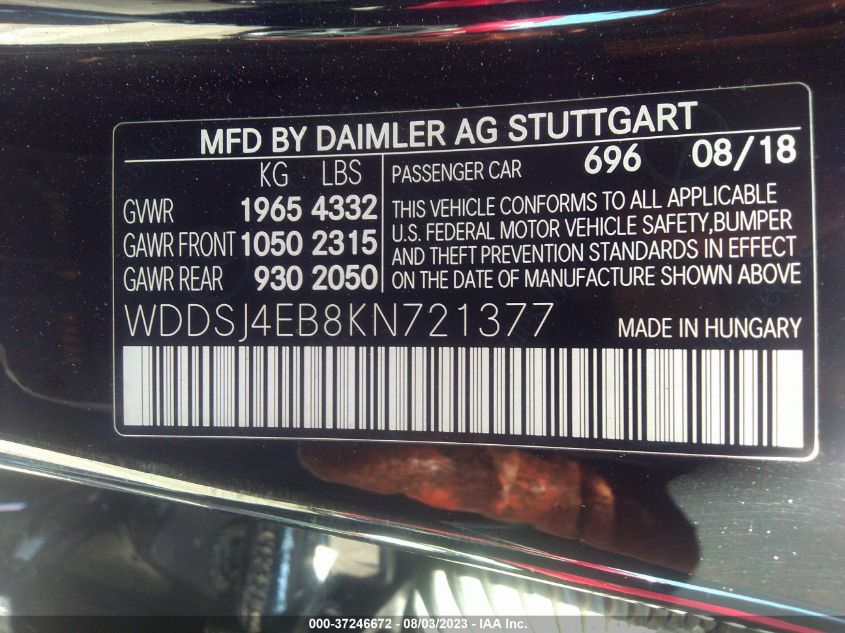 MFD BY DAIMLER AG STUTTGART
KG LBS
GVWR 1965 4332
GAWR FRONT 1050 2315
GAWR REAR 930 2050
PASSENGER CAR 696 08/18
THIS VEHICLE CONFORMS TO ALL APPLICABLE
U.S. FEDERAL MOTOR VEHICLE SAFETY,BUMPER
AND THEFT PREVENTION STANDARDS IN EFFECT
ON THE DATE OF MANUFACTURE SHOWN ABOVE
WDDSJ4EB8KN721377 MADE IN HUNGARY
000-37246672 - 08/03/2023 - IAA Inc.